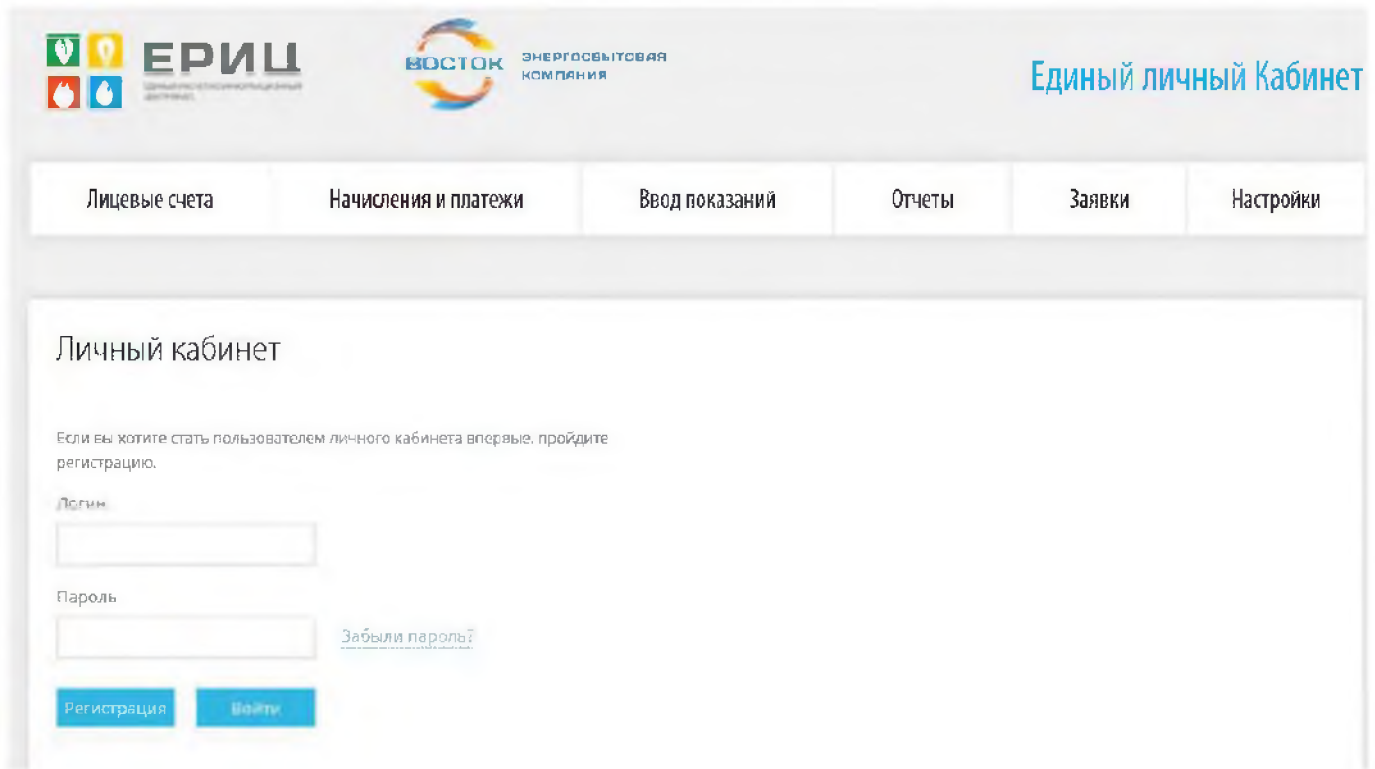 ЕРИЦ
ВОСТОК
ЭНЕРГОСБЫТОВАЯ
КОМПАНИЯ
Единый личный Кабинет
Лицевые счета
Начисления и платежи
Ввод показаний
Отчеты
Заявки
Настройки
Личный кабинет
Если вы хотите стать пользователем личного кабинета впервые, пройдите
регистрацию.
Логин
Пароль
Забыли пароль?
Регистрация
Войти